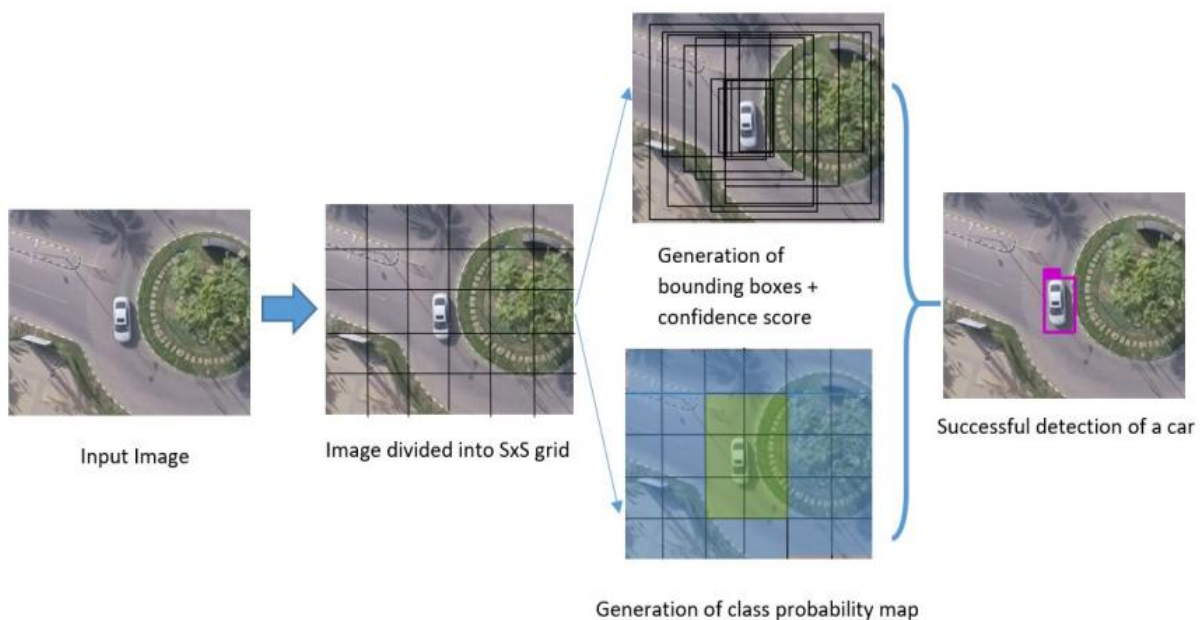 Input Image
Image divided into SxS grid
Generation of
bounding boxes +
confidence score
Generation of class probability map
Successful detection of a car